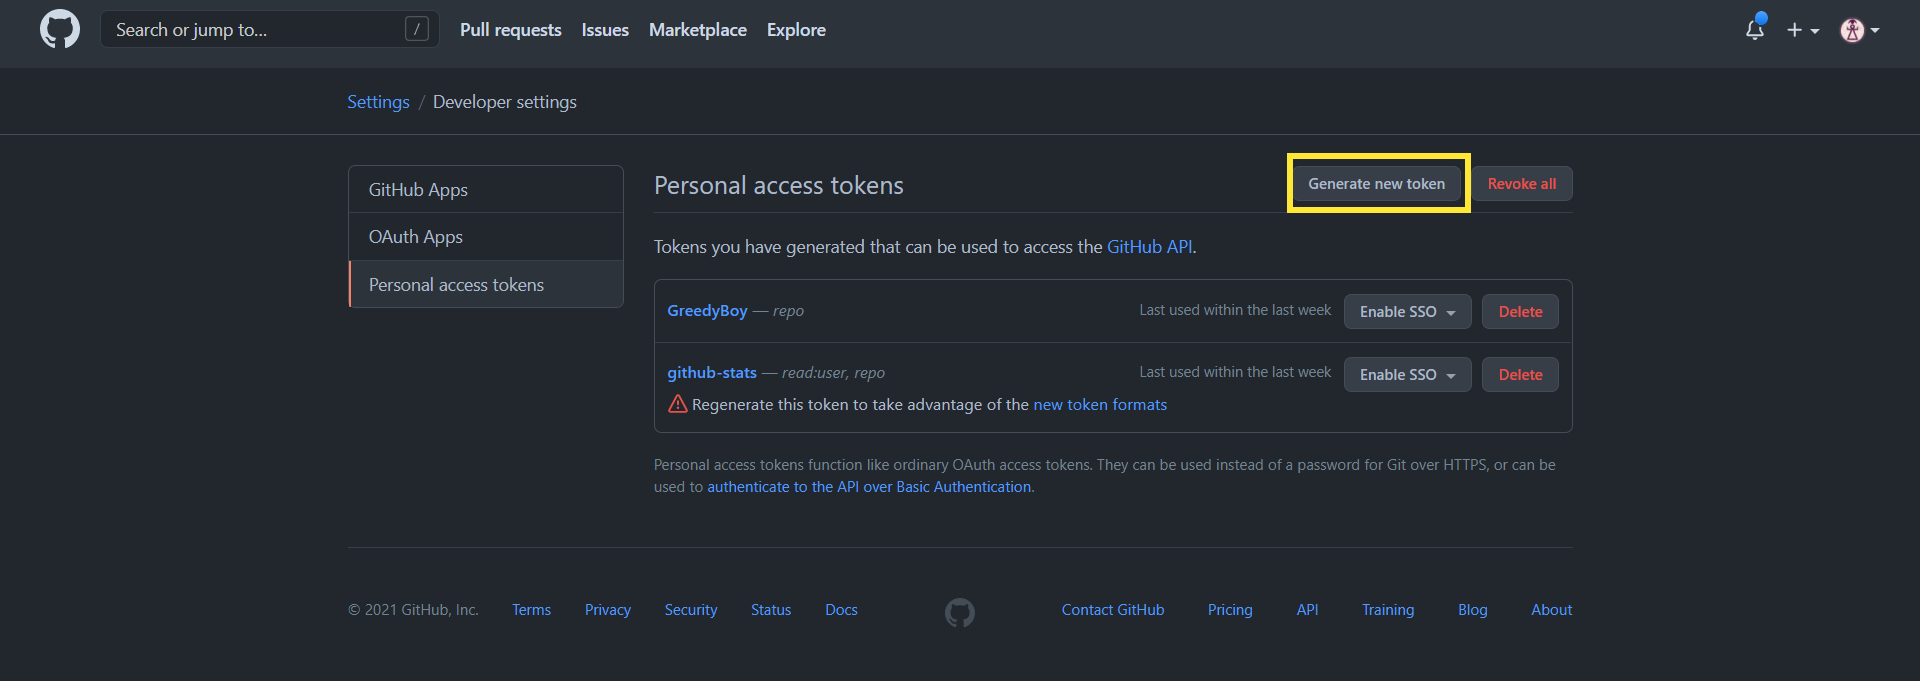 Search or jump to... /
Pull requests Issues Marketplace Explore
Settings / Developer settings
GitHub Apps
OAuth Apps
Personal access tokens
Personal access tokens
Generate new token
Revoke all
Tokens you have generated that can be used to access the GitHub API.
GreedyBoy — repo
Last used within the last week
Enable SSO
Delete
github-stats — read:user, repo
Last used within the last week
Enable SSO
Delete
Regenerate this token to take advantage of the new token formats
Personal access tokens function like ordinary OAuth access tokens. They can be used instead of a password for Git over HTTPS, or can be
used to authenticate to the API over Basic Authentication.
© 2021 GitHub, Inc. Terms Privacy Security Status Docs Contact GitHub Pricing API Training Blog About